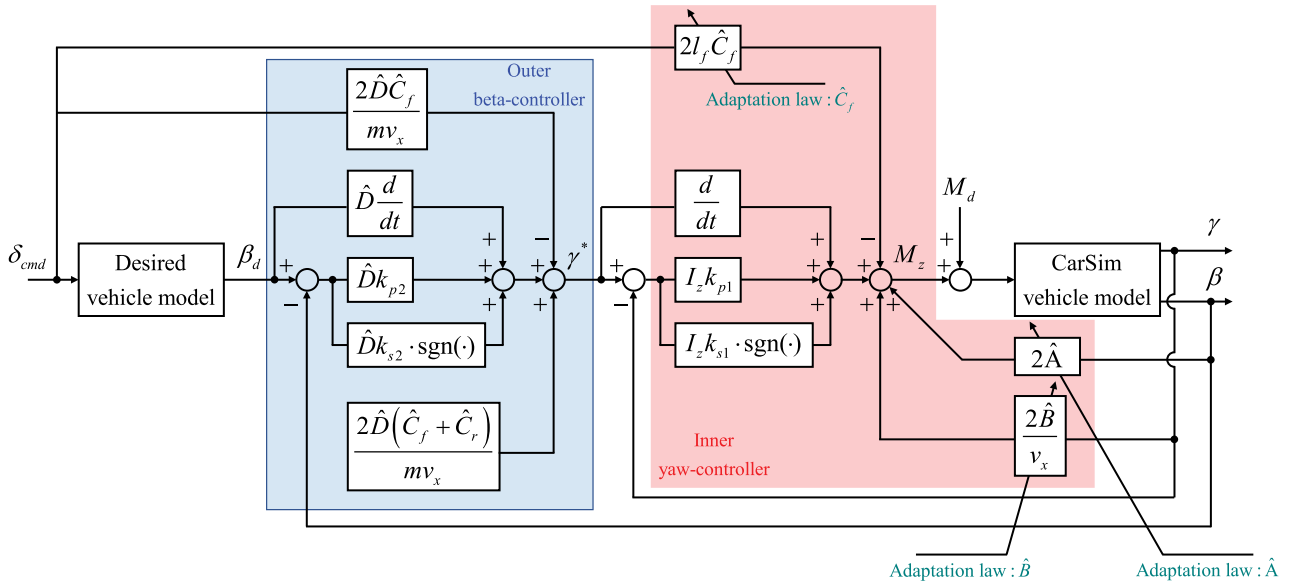 2l_f Ĉ_f
Adaptation law : Ĉ_f
Outer
beta-controller
2D̂Ĉ_f
mv_x
D̂ d
dt
d
dt
M_d
γ
δ_cmd
Desired
vehicle model
β_d
+
−
D̂k_p2
+
+
+
−
+
+
+
γ*
+
−
I_z k_p1
+
+
+
−
+
+
+
M_z
+
+
CarSim
vehicle model
β
D̂k_s2 · sgn(·)
I_z k_s1 · sgn(·)
2Â
2D̂(Ĉ_f + Ĉ_r)
mv_x
Inner
yaw-controller
2B̂
v_x
Adaptation law : B̂
Adaptation law : Â